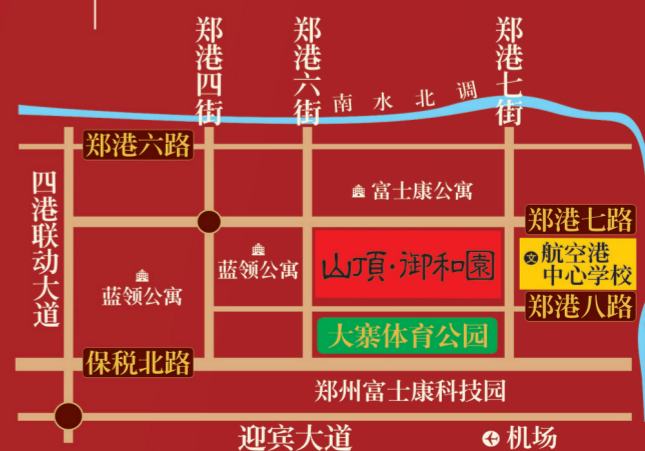 郑港四街
郑港六街
郑港七街
南水北调
郑港六路
四港联动大道
富士康公寓
郑港七路
蓝领公寓
蓝领公寓
山頂·御和園
文
航空港
中心学校
郑港八路
大寨体育公园
保税北路
郑州富士康科技园
迎宾大道
机场